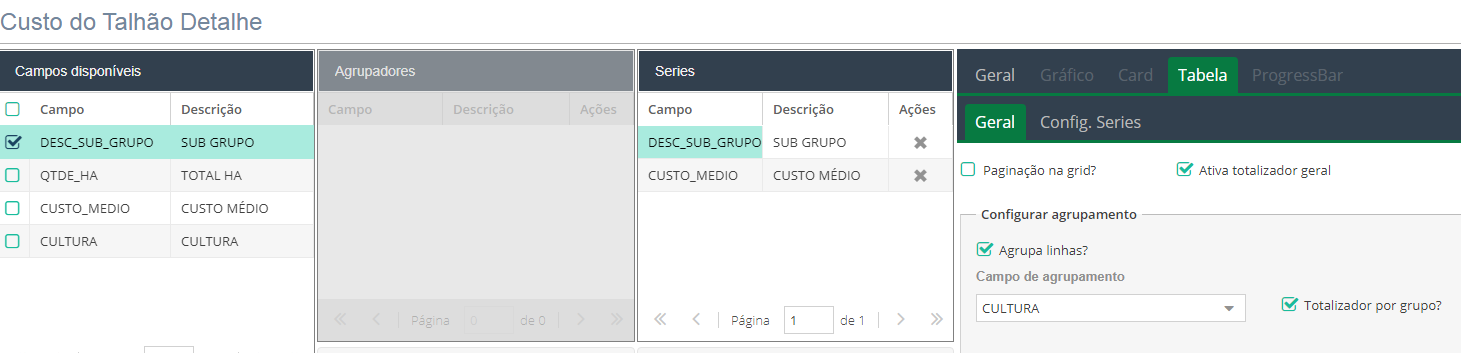 Custo do Talhão Detalhe
Campos disponíveis
Campo Descrição
DESC_SUB_GRUPO SUB GRUPO
QTDE_HA TOTAL HA
CUSTO_MEDIO CUSTO MÉDIO
CULTURA CULTURA
Agrupadores
Campo Descrição Ações
Página 0 de 0
Series
Campo Descrição Ações
DESC_SUB_GRUPO SUB GRUPO
CUSTO_MEDIO CUSTO MÉDIO
Página 1 de 1
Geral Gráfico Card Tabela ProgressBar
Geral Config. Series
Paginação na grid? Ativa totalizador geral
Configurar agrupamento
Agrupa linhas?
Campo de agrupamento
CULTURA Totalizador por grupo?